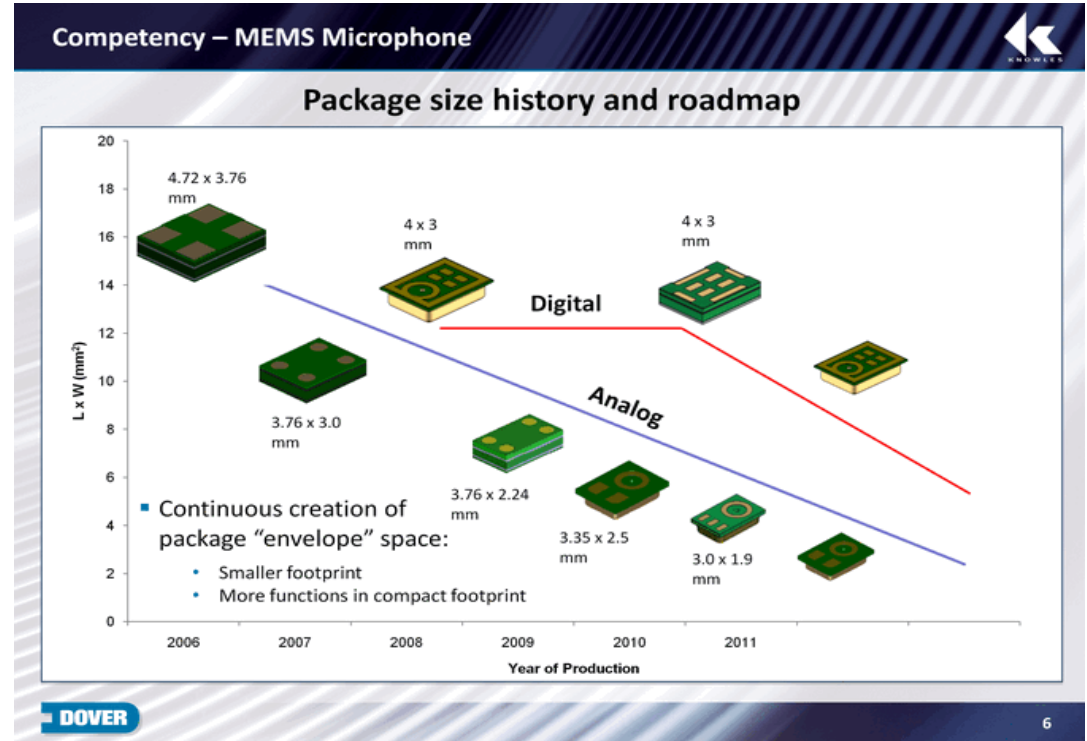 Competency – MEMS Microphone
KNOWLES
Package size history and roadmap
20
18
16
14
12
10
8
6
4
2
0
L x W (mm²)
4.72 x 3.76
mm
4 x 3
mm
4 x 3
mm
Digital
Analog
3.76 x 3.0
mm
3.76 x 2.24
mm
3.35 x 2.5
mm
3.0 x 1.9
mm
▪ Continuous creation of
package “envelope” space:
• Smaller footprint
• More functions in compact footprint
2006 2007 2008 2009 2010 2011
Year of Production
DOVER
6